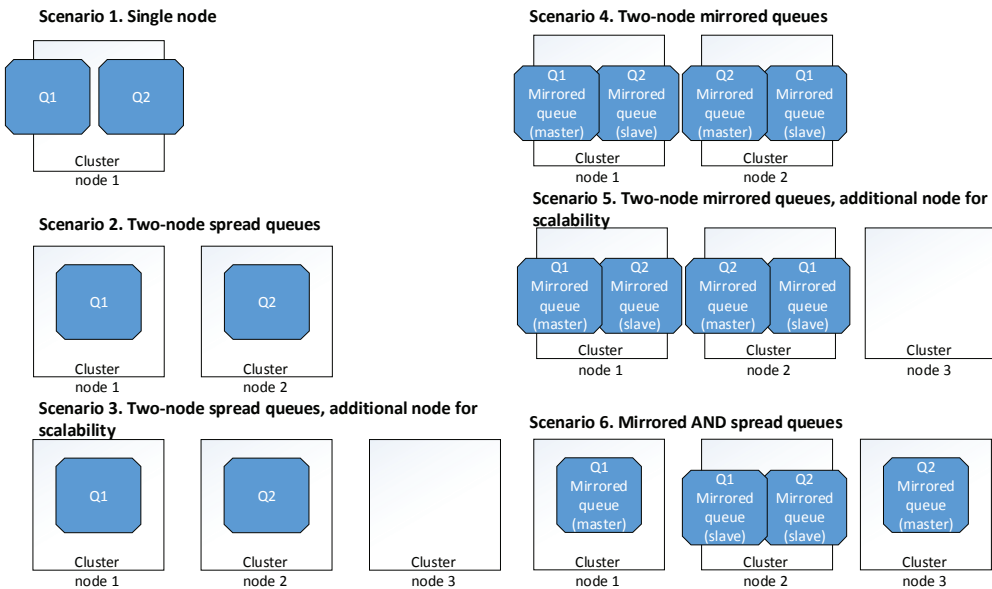 Scenario 1. Single node
Q1
Q2
Cluster
node 1
Scenario 2. Two-node spread queues
Q1
Q2
Cluster
node 1
Cluster
node 2
Scenario 3. Two-node spread queues, additional node for
scalability
Q1
Q2
Cluster
node 1
Cluster
node 2
Cluster
node 3
Scenario 4. Two-node mirrored queues
Q1
Mirrored
queue
(master)
Q2
Mirrored
queue
(slave)
Q2
Mirrored
queue
(master)
Q1
Mirrored
queue
(slave)
Cluster
node 1
Cluster
node 2
Scenario 5. Two-node mirrored queues, additional node for
scalability
Q1
Mirrored
queue
(master)
Q2
Mirrored
queue
(slave)
Q2
Mirrored
queue
(master)
Q1
Mirrored
queue
(slave)
Cluster
node 1
Cluster
node 2
Cluster
node 3
Scenario 6. Mirrored AND spread queues
Q1
Mirrored
queue
(master)
Q1
Mirrored
queue
(slave)
Q2
Mirrored
queue
(slave)
Q2
Mirrored
queue
(master)
Cluster
node 1
Cluster
node 2
Cluster
node 3